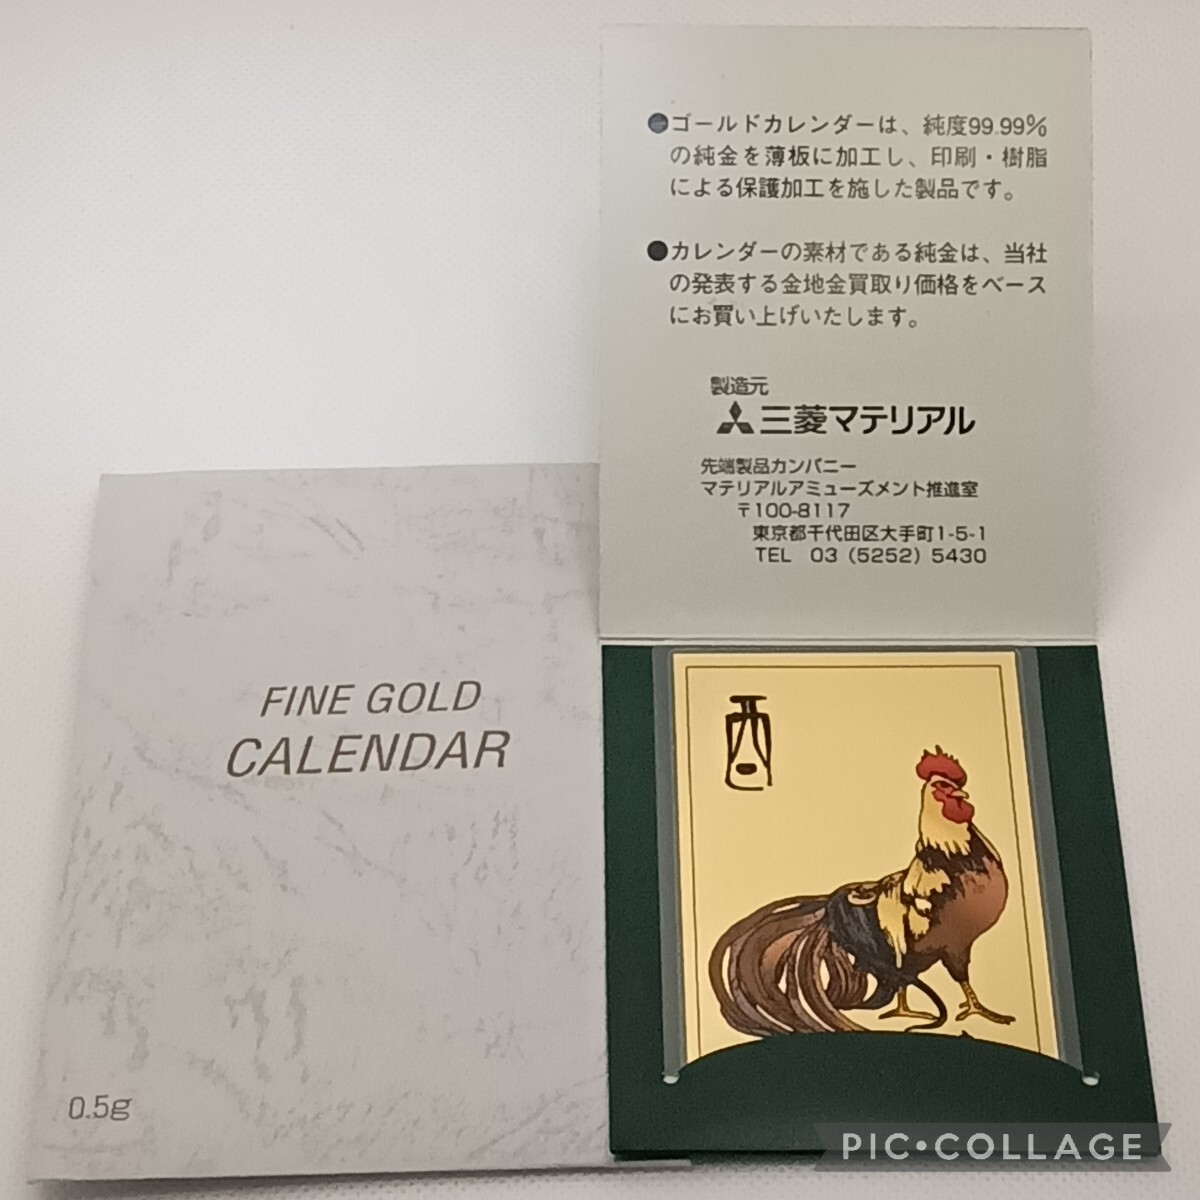 ●ゴールドカレンダーは、純度99.99%
の純金を薄板に加工し、印刷・樹脂
による保護加工を施した製品です。
●カレンダーの素材である純金は、当社
の発表する金地金買取り価格をベース
にお買い上げいたします。
製造元
三菱マテリアル
先端製品カンパニー
マテリアルアミューズメント推進室
〒100-8117
東京都千代田区大手町1-5-1
TEL 03 (5252) 5430
FINE GOLD
CALENDAR
0.5g
酉
PIC•COLLAGE